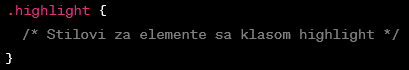 .highlight {
  /* Stilovi za elemente sa klasom highlight */
}